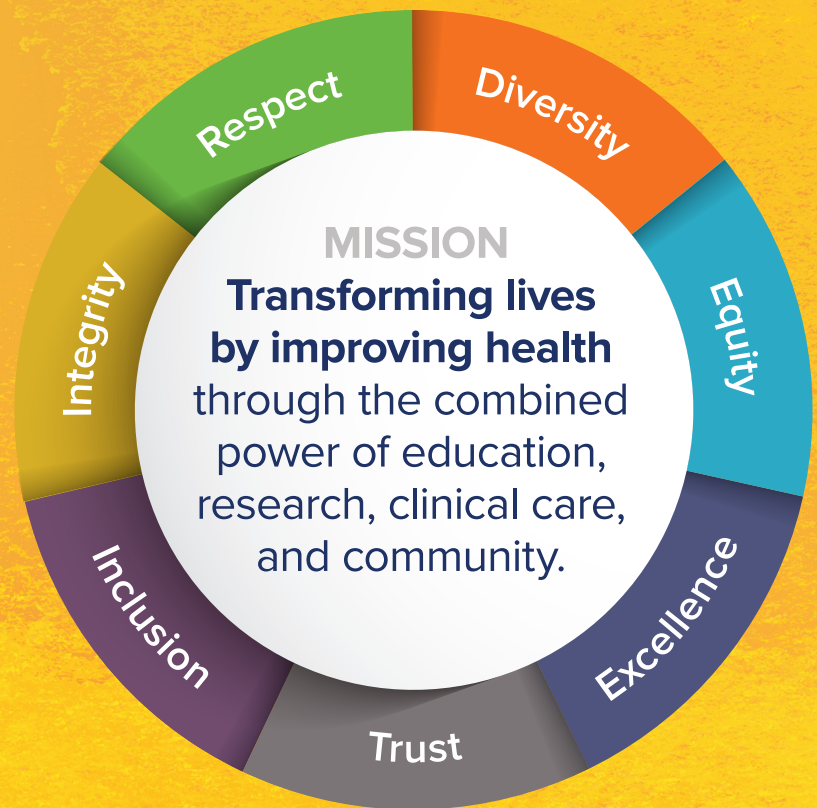 Respect
Diversity
Equity
Excellence
Trust
Inclusion
Integrity
MISSION
Transforming lives
by improving health
through the combined
power of education,
research, clinical care,
and community.